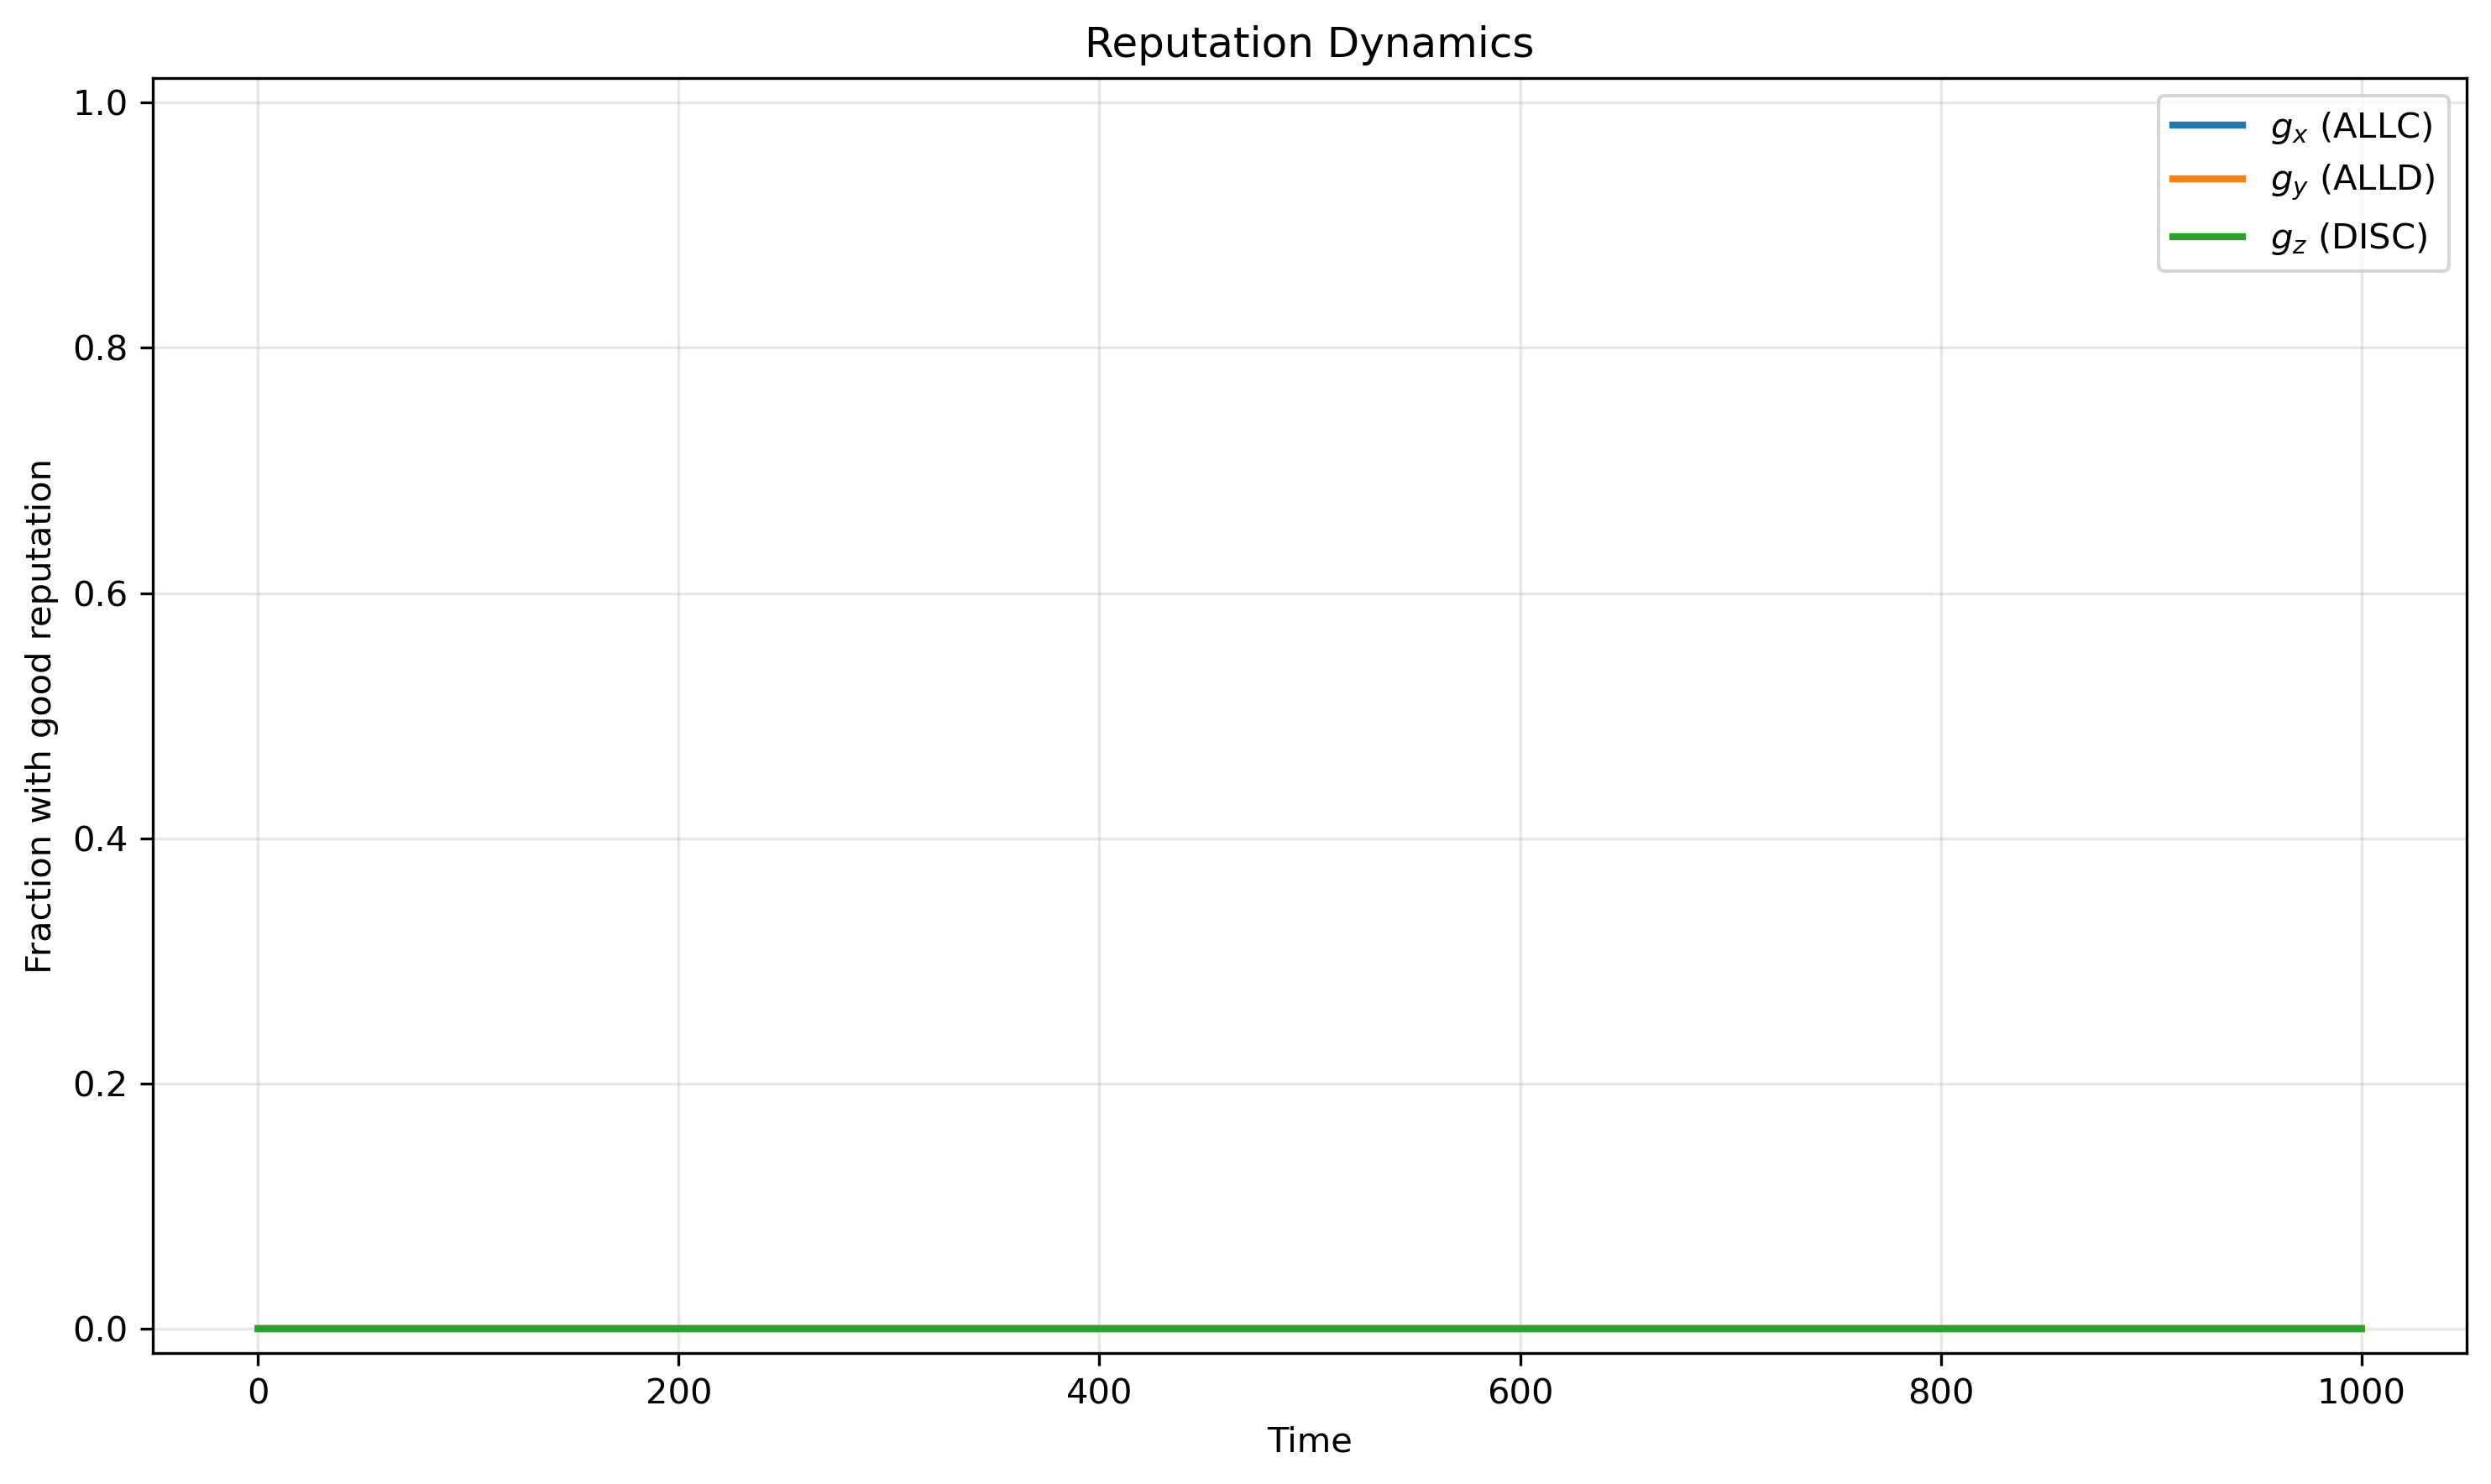 Reputation Dynamics
1.0
0.8
0.6
0.4
0.2
0.0
Fraction with good reputation
gx (ALLC)
gy (ALLD)
gz (DISC)
0 200 400 600 800 1000
Time